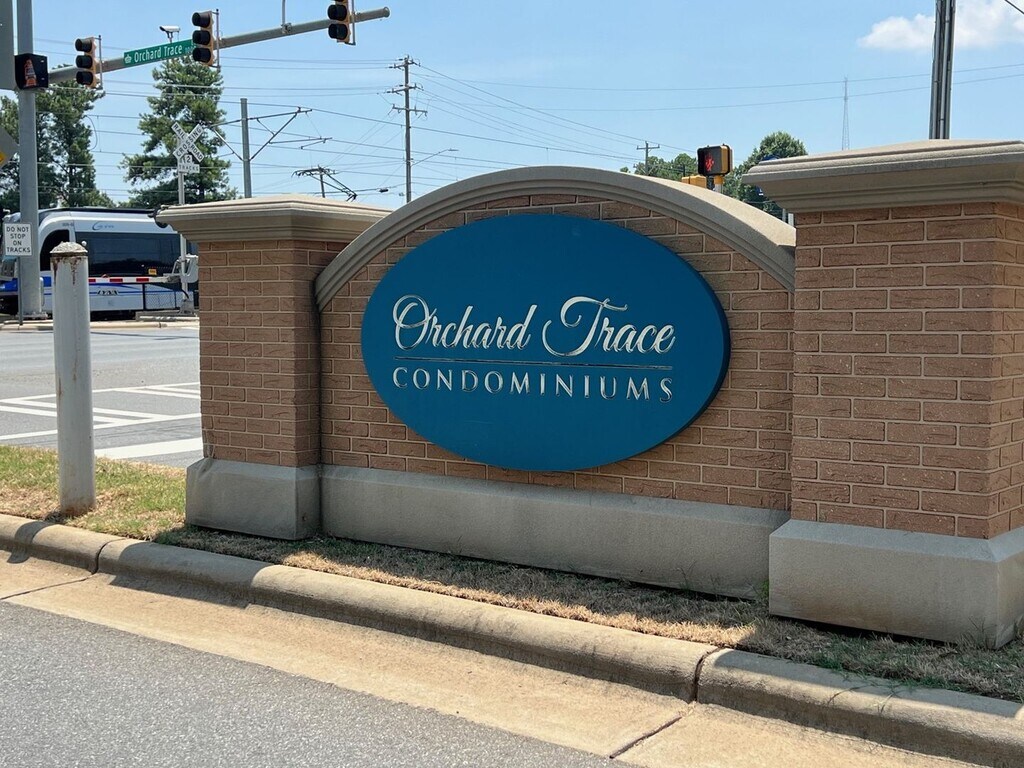 Orchard Trace
DO NOT
STOP
ON
TRACKS
Orchard Trace
CONDOMINIUMS